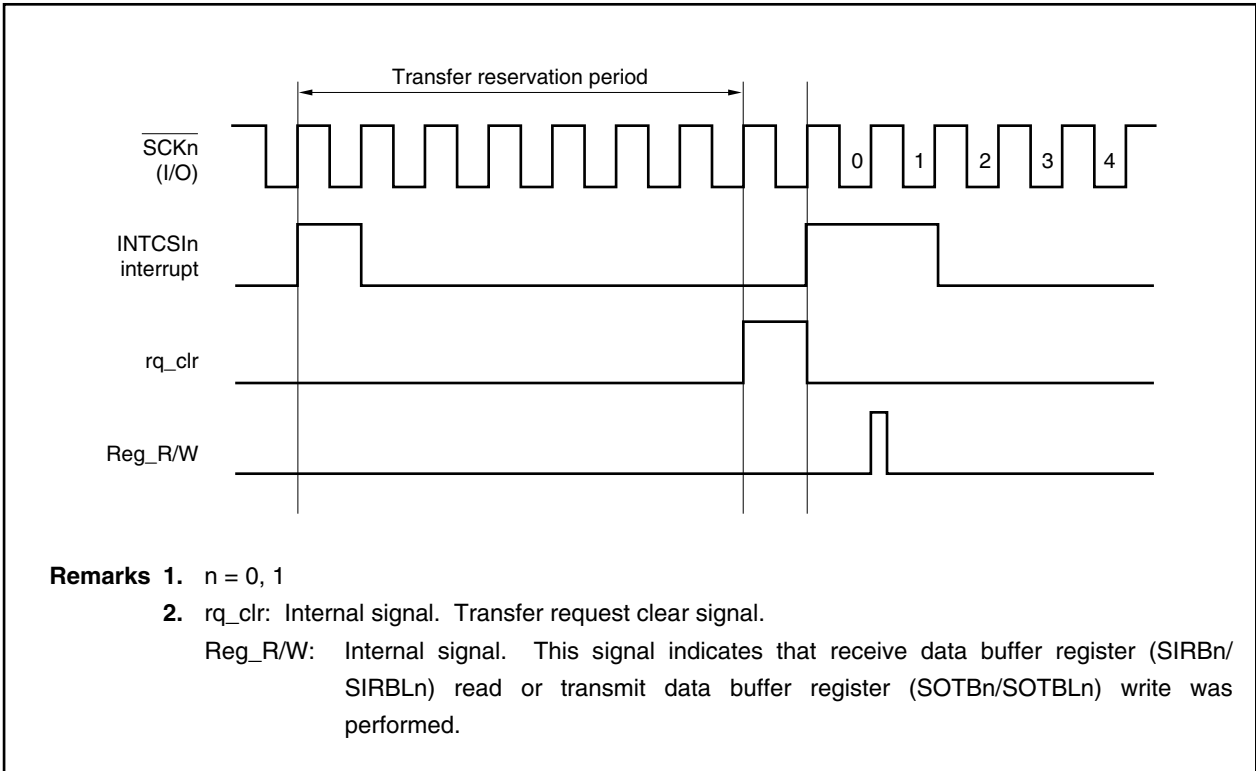 Transfer reservation period
SCKn
(I/O)
0 1 2 3 4
INTCSIn
interrupt
rq_clr
Reg_R/W
Remarks 1. n = 0, 1
2. rq_clr: Internal signal. Transfer request clear signal.
Reg_R/W: Internal signal. This signal indicates that receive data buffer register (SIRBn/
SIRBLn) read or transmit data buffer register (SOTBn/SOTBLn) write was
performed.